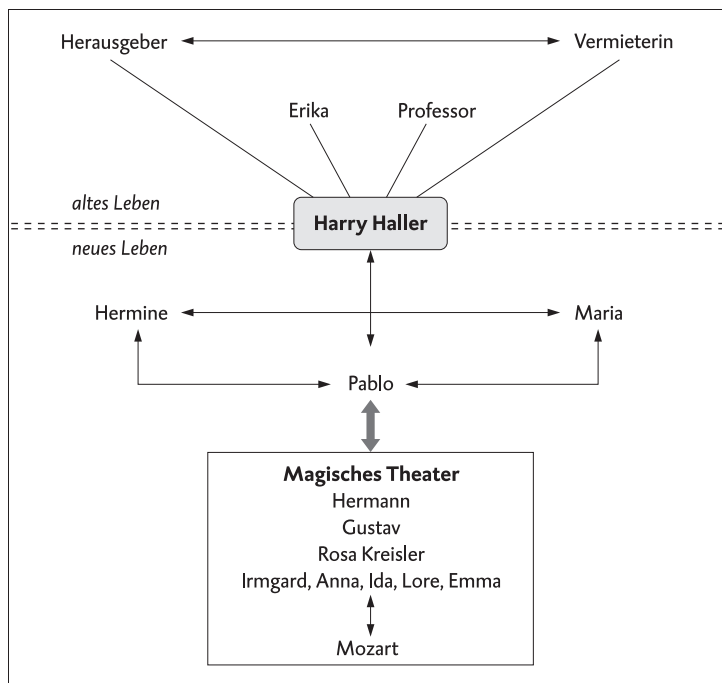 Herausgeber
Vermieterin
Erika
Professor
altes Leben
Harry Haller
neues Leben
Hermine
Maria
Pablo
Magisches Theater
Hermann
Gustav
Rosa Kreisler
Irmgard, Anna, Ida, Lore, Emma
Mozart